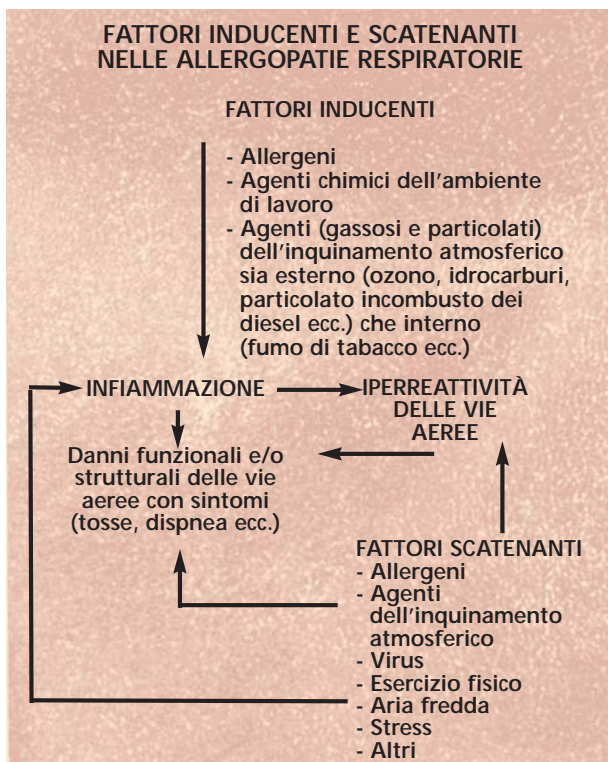 FATTORI INDUCENTI E SCATENANTI
NELLE ALLERGOPATIE RESPIRATORIE
FATTORI INDUCENTI
- Allergeni
- Agenti chimici dell'ambiente
di lavoro
- Agenti (gassosi e particolati)
dell'inquinamento atmosferico
sia esterno (ozono, idrocarburi,
particolato incombusto dei
diesel ecc.) che interno
(fumo di tabacco ecc.)
INFIAMMAZIONE
IPERREATTIVITÀ
DELLE VIE
AEREE
Danni funzionali e/o
strutturali delle vie
aeree con sintomi
(tosse, dispnea ecc.)
FATTORI SCATENANTI
- Allergeni
- Agenti
dell'inquinamento
atmosferico
- Virus
- Esercizio fisico
- Aria fredda
- Stress
- Altri